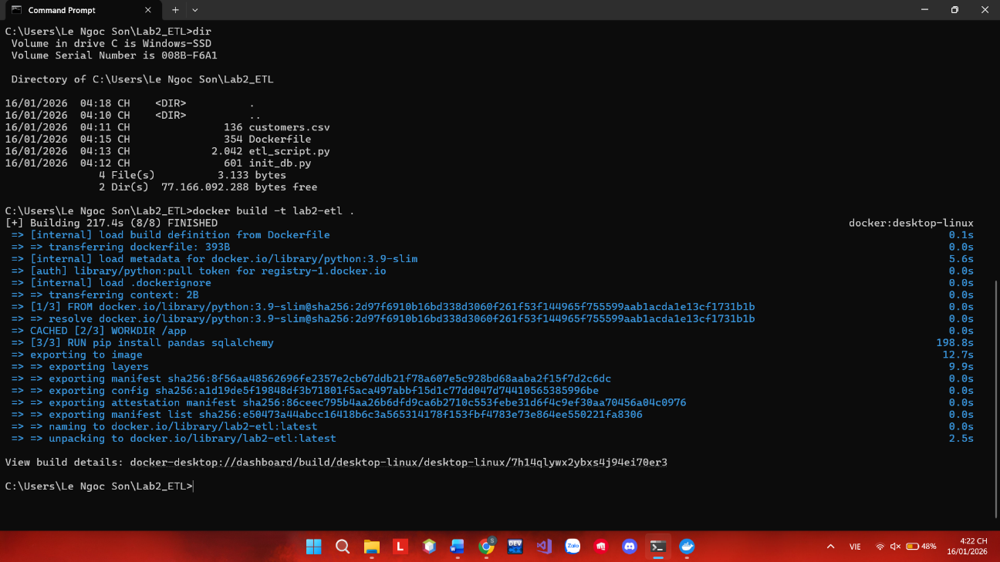 Command Prompt
C:\Users\Le Ngoc Son\Lab2_ETL>dir
Volume in drive C is Windows-SSD
Volume Serial Number is 008B-F6A1
Directory of C:\Users\Le Ngoc Son\Lab2_ETL
16/01/2026  04:18 CH    <DIR>          .
16/01/2026  04:10 CH    <DIR>          ..
16/01/2026  04:11 CH               136 customers.csv
16/01/2026  04:15 CH               354 Dockerfile
16/01/2026  04:13 CH             2.042 etl_script.py
16/01/2026  04:12 CH               601 init_db.py
4 File(s)          3.133 bytes
2 Dir(s)  77.166.092.288 bytes free
C:\Users\Le Ngoc Son\Lab2_ETL>docker build -t lab2-etl .
[+] Building 217.4s (8/8) FINISHED docker:desktop-linux
=> [internal] load build definition from Dockerfile 0.1s
=> => transferring dockerfile: 393B 0.0s
=> [internal] load metadata for docker.io/library/python:3.9-slim 5.6s
=> [auth] library/python:pull token for registry-1.docker.io 0.0s
=> [internal] load .dockerignore 0.0s
=> => transferring context: 2B 0.0s
=> [1/3] FROM docker.io/library/python:3.9-slim@sha256:2d97f6910b16bd338d3060f261f53f144965f755599aab1acda1e13cf1731b1b 0.0s
=> => resolve docker.io/library/python:3.9-slim@sha256:2d97f6910b16bd338d3060f261f53f144965f755599aab1acda1e13cf1731b1b 0.0s
=> CACHED [2/3] WORKDIR /app 0.0s
=> [3/3] RUN pip install pandas sqlalchemy 198.8s
=> exporting to image 12.7s
=> => exporting layers 9.9s
=> => exporting manifest sha256:8f56aa48562696fe2357e2cb67ddb21f78a607e5c928bd68aaba2f15f7d2c6dc 0.0s
=> => exporting config sha256:a1d19de5f19848df3b71801f5aca497abbf15d1c77dd047d74410565385996be 0.0s
=> => exporting attestation manifest sha256:86ceec795b4aa26b6dfd9ca6b2710c553febe31d6f4c9ef30aa70456a04c0976 0.0s
=> => exporting manifest list sha256:e50473a44abcc16418b6c3a565314178f153fbf4783e73e864ee550221fa8306 0.0s
=> => naming to docker.io/library/lab2-etl:latest 0.0s
=> => unpacking to docker.io/library/lab2-etl:latest 2.5s
View build details: docker-desktop://dashboard/build/desktop-linux/desktop-linux/7h14qlywx2ybxs4j94ei70er3
C:\Users\Le Ngoc Son\Lab2_ETL>
L
W
S
DEV
Zalo
VIE
48%
4:22 CH
16/01/2026